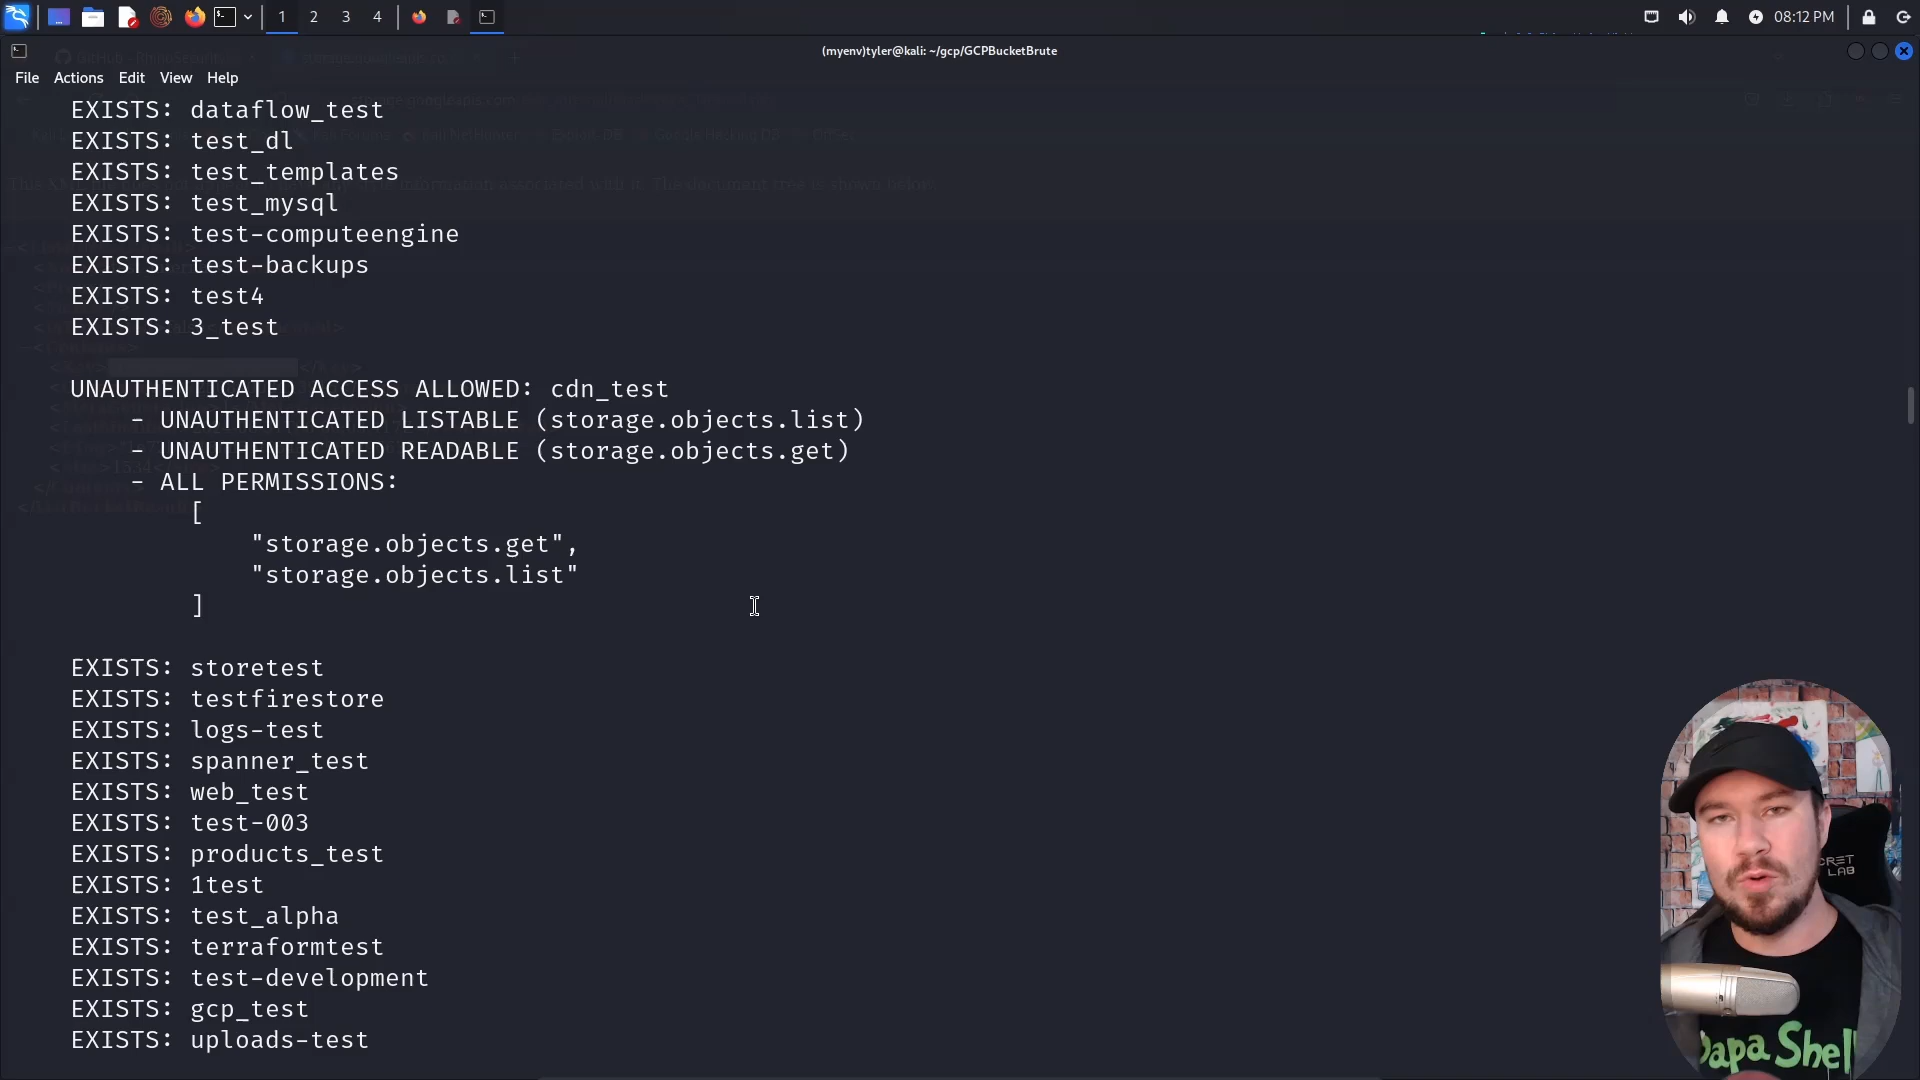 1 2 3 4
08:12 PM
(myenv)tyler@kali: ~/gcp/GCPBucketBrute
File Actions Edit View Help
EXISTS: dataflow_test
EXISTS: test_dl
EXISTS: test_templates
EXISTS: test_mysql
EXISTS: test-computeengine
EXISTS: test-backups
EXISTS: test4
EXISTS: 3_test
UNAUTHENTICATED ACCESS ALLOWED: cdn_test
- UNAUTHENTICATED LISTABLE (storage.objects.list)
- UNAUTHENTICATED READABLE (storage.objects.get)
- ALL PERMISSIONS:
[
"storage.objects.get",
"storage.objects.list"
]
EXISTS: storetest
EXISTS: testfirestore
EXISTS: logs-test
EXISTS: spanner_test
EXISTS: web_test
EXISTS: test-003
EXISTS: products_test
EXISTS: 1test
EXISTS: test_alpha
EXISTS: terraformtest
EXISTS: test-development
EXISTS: gcp_test
EXISTS: uploads-test
CRET
LAB
Papa Shell